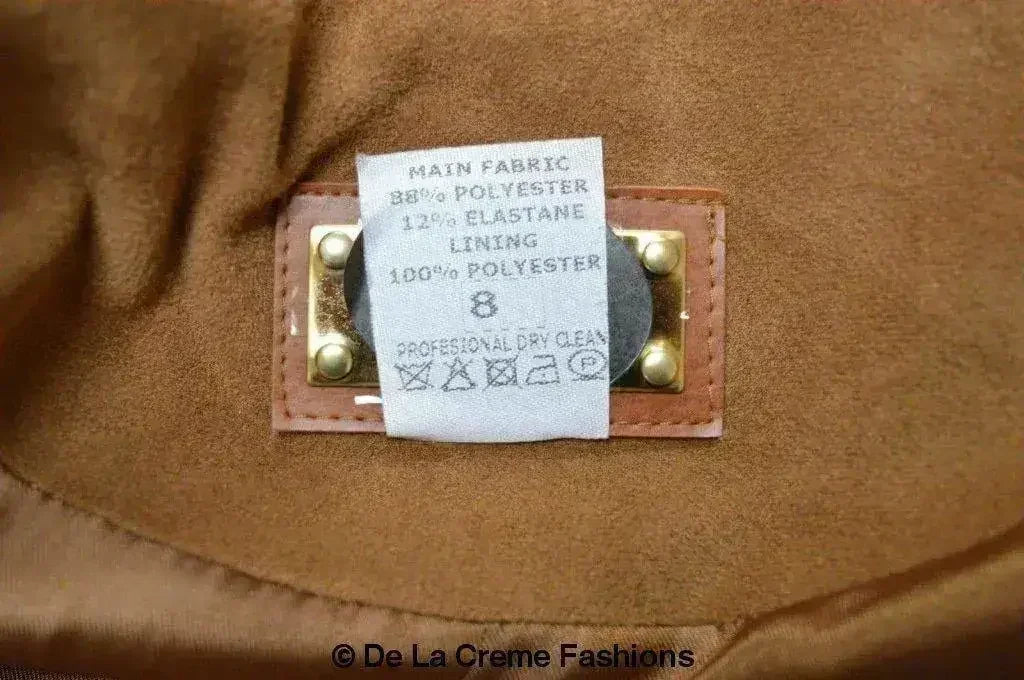 MAIN FABRIC
88% POLYESTER
12% ELASTANE
LINING
100% POLYESTER
8
PROFESIONAL DRY CLEAN
P
© De La Creme Fashions